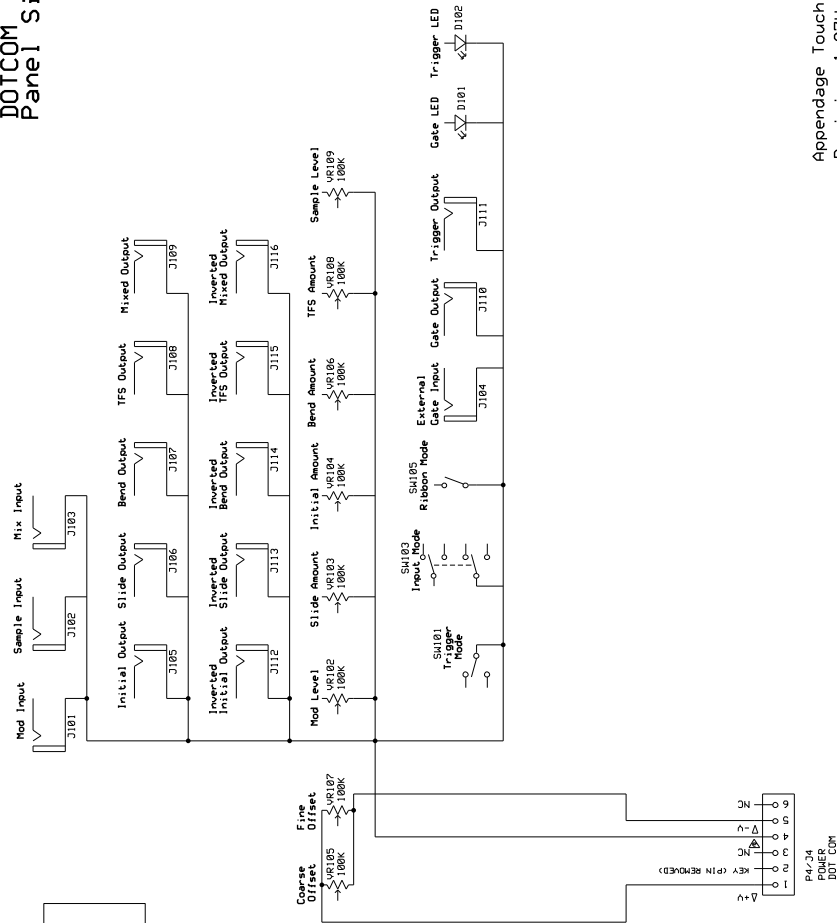 DOTCOM
Panel Si
Mod Input
J101
Sample Input
J102
Mix Input
J103
Initial Output
J105
Slide Output
J106
Bend Output
J107
TFS Output
J108
Mixed Output
J109
Inverted
Initial Output
J112
Inverted
Slide Output
J113
Inverted
Bend Output
J114
Inverted
TFS Output
J115
Inverted
Mixed Output
J116
Mod Level
VR102
100K
Slide Amount
VR103
100K
Initial Amount
VR104
100K
Bend Amount
VR106
100K
TFS Amount
VR108
100K
Sample Level
VR109
100K
Coarse
Offset
VR105
100K
Fine
Offset
VR107
100K
SW101
Trigger
Mode
SW103
Input Mode
SW105
Ribbon Mode
External
Gate Input
J104
Gate Output
J110
Trigger Output
J111
Gate LED
D101
Trigger LED
D102
+V
KEY (PIN REMOVED)
NC
-V
NC
1
2
3
4
5
6
P4/J4
POWER
DOT COM
Appendage Touch